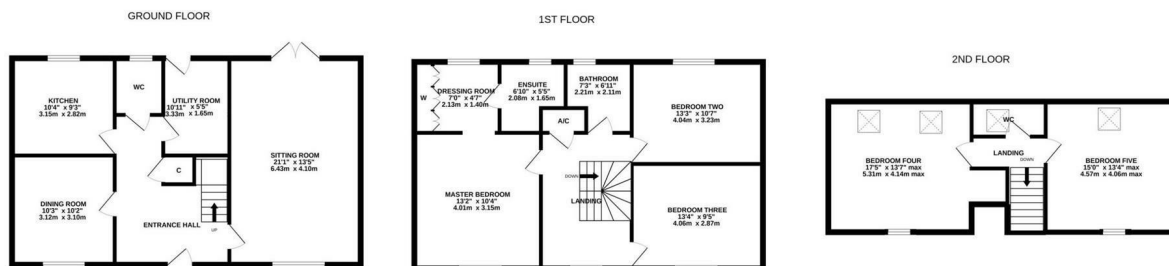 GROUND FLOOR
KITCHEN
10'4" x 9'3"
3.15m x 2.82m
WC
UTILITY ROOM
10'11" x 5'5"
3.33m x 1.65m
SITTING ROOM
21'1" x 13'5"
6.43m x 4.10m
C
DINING ROOM
10'3" x 10'2"
3.12m x 3.10m
ENTRANCE HALL
UP
1ST FLOOR
W
DRESSING ROOM
7'0" x 4'7"
2.13m x 1.40m
ENSUITE
6'10" x 5'5"
2.08m x 1.65m
BATHROOM
7'3" x 6'11"
2.21m x 2.11m
A/C
BEDROOM TWO
13'3" x 10'7"
4.04m x 3.23m
MASTER BEDROOM
13'2" x 10'4"
4.01m x 3.15m
DOWN
LANDING
BEDROOM THREE
13'4" x 9'5"
4.06m x 2.87m
2ND FLOOR
WC
LANDING
DOWN
BEDROOM FOUR
17'5" x 13'7" max
5.31m x 4.14m max
BEDROOM FIVE
15'0" x 13'4" max
4.57m x 4.06m max